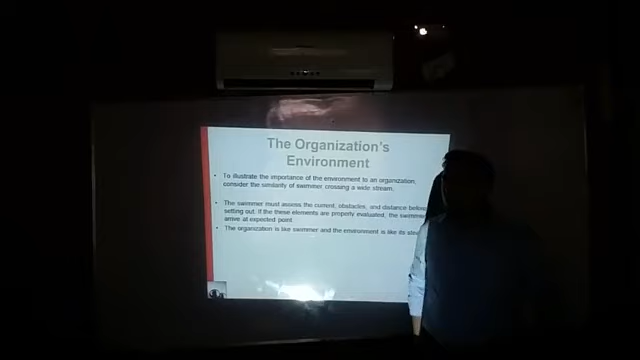 The Organization's
Environment
• To illustrate the importance of the environment to an organization,
consider the similarity of swimmer crossing a wide stream.
• The swimmer must assess the current, obstacles, and distance before
setting out. If the these elements are properly evaluated, the swimmer
arrive at expected point.
• The organization is like swimmer and the environment is like its